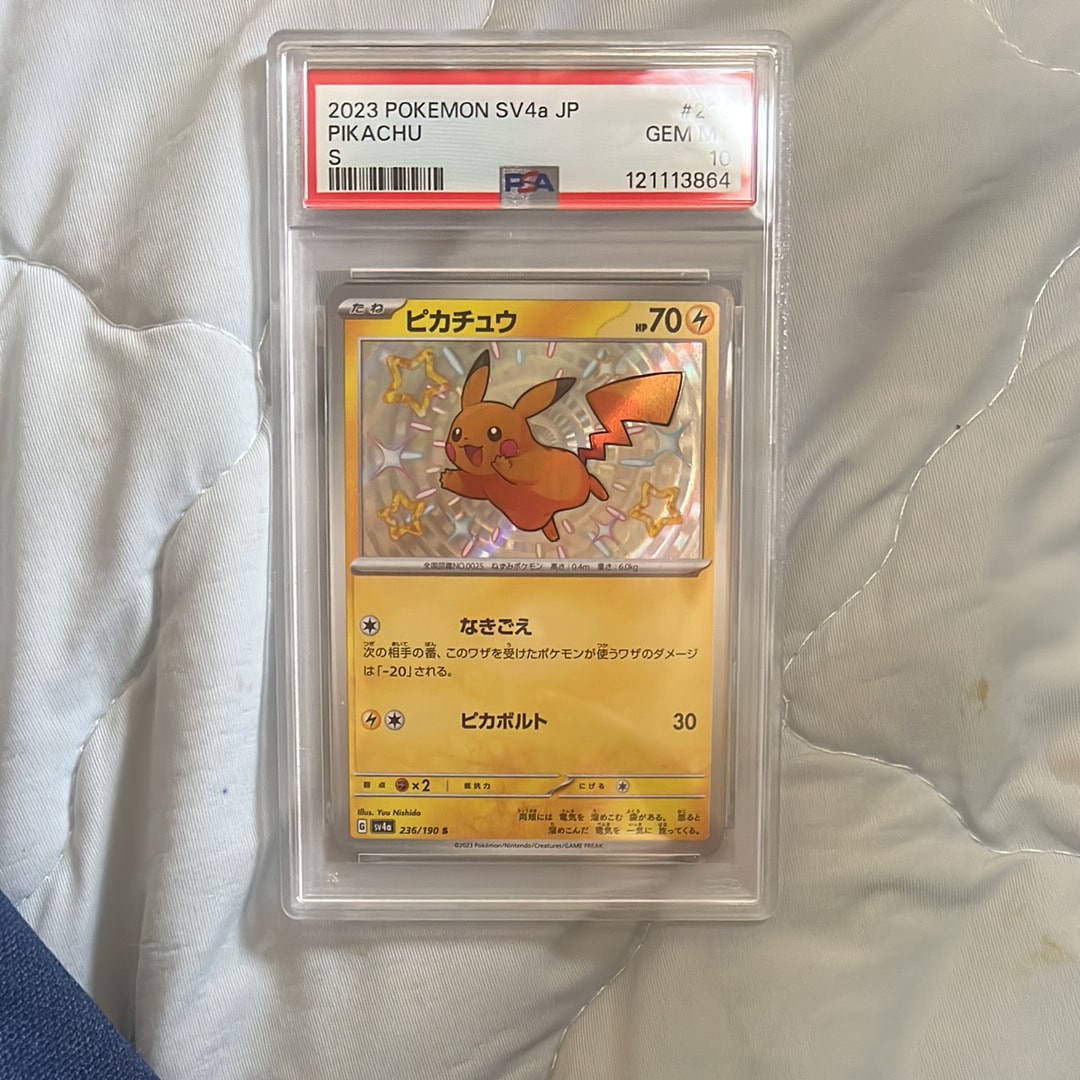 2023 POKEMON SV4a JP
PIKACHU
S
GEM
10
PSA
121113864
たね ピカチュウ HP 70
全国図鑑NO.0025 ねずみポケモン 高さ:0.4m 重さ:6.0kg
なきごえ
次の相手の番、このワザを受けたポケモンが使うワザのダメージ
は「-20」される。
ピカボルト 30
弱点 ×2 抵抗力 にげる
Illus. Yuu Nishida
G sv4a 236/190 S
両頰には 電気を 溜めこむ 袋がある。 怒ると
溜めこんだ 電気を 一気に 放ってくる。
©2023 Pokémon/Nintendo/Creatures/GAME FREAK.